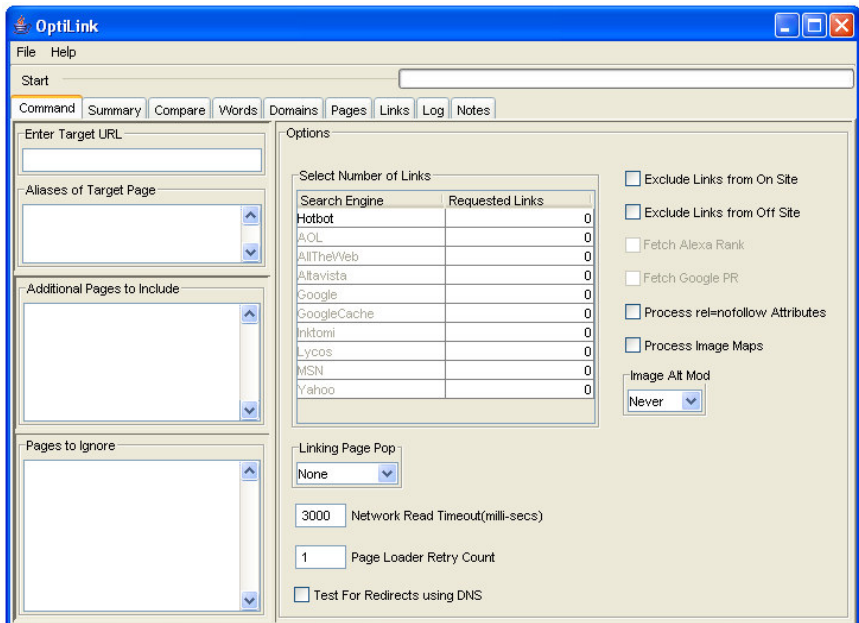 OptiLink
File Help
Start
Command Summary Compare Words Domains Pages Links Log Notes
Enter Target URL
Aliases of Target Page
Additional Pages to Include
Pages to Ignore
Options
Select Number of Links
Search Engine Requested Links
Hotbot 0
AOL 0
AllTheWeb 0
Altavista 0
Google 0
GoogleCache 0
Inktomi 0
Lycos 0
MSN 0
Yahoo 0
Linking Page Pop
None
3000 Network Read Timeout(milli-secs)
1 Page Loader Retry Count
Test For Redirects using DNS
Exclude Links from On Site
Exclude Links from Off Site
Fetch Alexa Rank
Fetch Google PR
Process rel=nofollow Attributes
Process Image Maps
Image Alt Mod
Never